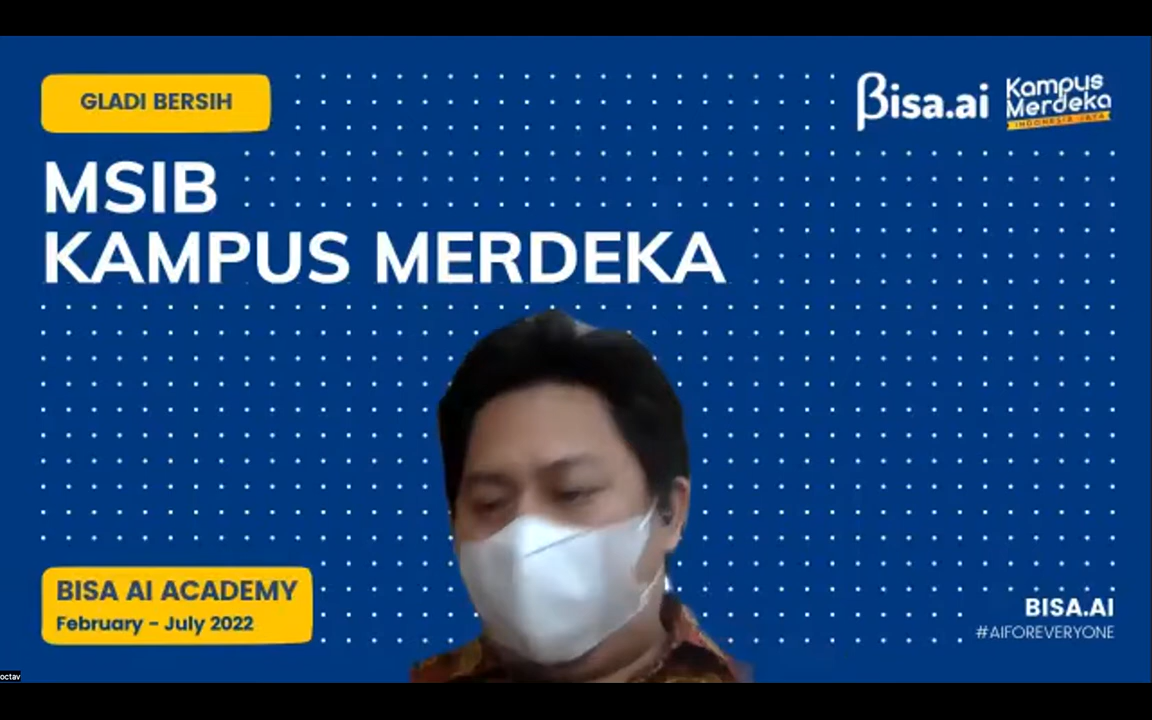 GLADI BERSIH
βisa.ai
Kampus
Merdeka
INDONESIA JAYA
MSIB
KAMPUS MERDEKA
BISA AI ACADEMY
February - July 2022
BISA.AI
#AIFOREVERYONE
octav